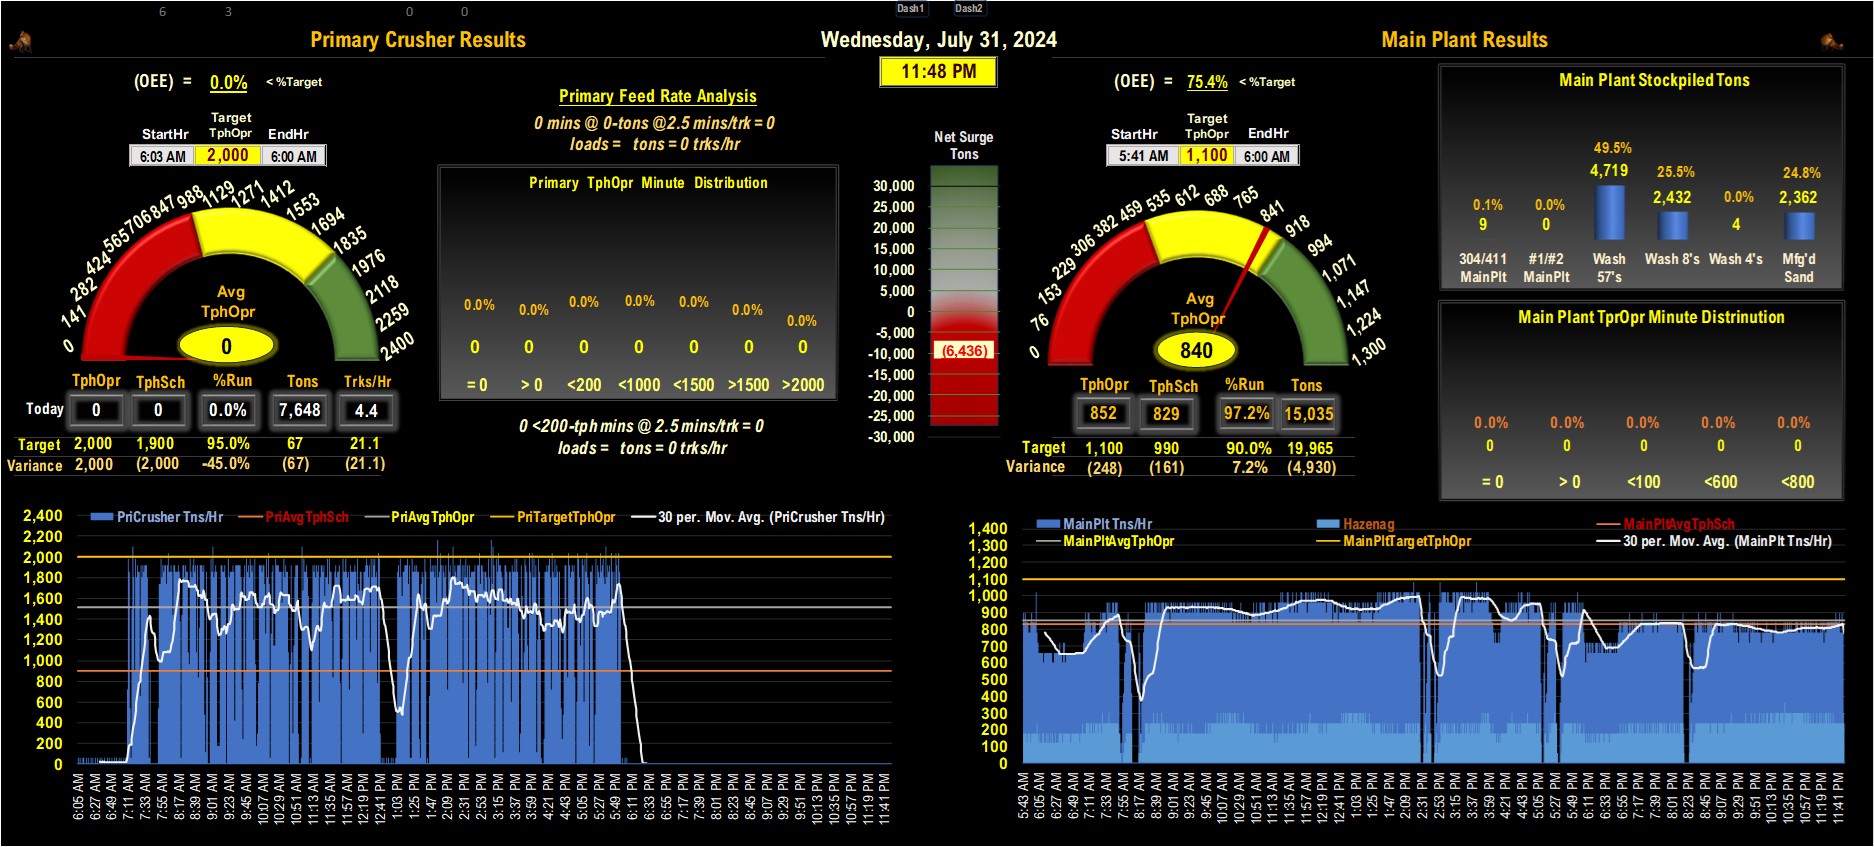 6 3 0 0 Dash1 Dash2
Primary Crusher Results
Wednesday, July 31, 2024
Main Plant Results
11:48 PM
(OEE) = 0.0% < %Target
Target
StartHr TphOpr EndHr
6:03 AM 2,000 6:00 AM
0 141 282 424 565 706 847 988 1129 1271 1412 1553 1694 1835 1976 2118 2259 2400
Avg
TphOpr
0
TphOpr TphSch %Run Tons Trks/Hr
Today 0 0 0.0% 7,648 4.4
Target 2,000 1,900 95.0% 67 21.1
Variance 2,000 (2,000 -45.0% (67) (21.1)
Primary Feed Rate Analysis
0 mins @ 0-tons @2.5 mins/trk = 0
loads = tons = 0 trks/hr
Primary TphOpr Minute Distribution
0.0% 0.0% 0.0% 0.0% 0.0% 0.0% 0.0%
0 0 0 0 0 0 0
= 0 > 0 <200 <1000 <1500 >1500 >2000
0 <200-tph mins @ 2.5 mins/trk = 0
loads = tons = 0 trks/hr
Net Surge
Tons
30,000
25,000
20,000
15,000
10,000
5,000
0
-5,000
-10,000 (6,436)
-15,000
-20,000
-25,000
-30,000
(OEE) = 75.4% < %Target
Target
StartHr TphOpr EndHr
5:41 AM 1,100 6:00 AM
0 76 153 229 306 382 459 535 612 688 765 841 918 994 1,071 1,147 1,224 1,300
Avg
TphOpr
840
TphOpr TphSch %Run Tons
852 829 97.2% 15,035
Target 1,100 990 90.0% 19,965
Variance (248) (161) 7.2% (4,930)
Main Plant Stockpiled Tons
0.1% 0.0% 49.5% 25.5% 0.0% 24.8%
9 0 4,719 2,432 4 2,362
304/411 #1/#2 Wash Wash 8's Wash 4's Mfg'd
MainPlt MainPlt 57's Sand
Main Plant TprOpr Minute Distrinution
0.0% 0.0% 0.0% 0.0% 0.0% 0.0%
0 0 0 0 0
= 0 > 0 <100 <600 <800
PriCrusher Tns/Hr PriAvgTphSch PriAvgTphOpr PriTargetTphOpr 30 per. Mov. Avg. (PriCrusher Tns/Hr)
2,400
2,200
2,000
1,800
1,600
1,400
1,200
1,000
800
600
400
200
0
6:05 AM 6:27 AM 6:49 AM 7:11 AM 7:33 AM 7:55 AM 8:17 AM 8:39 AM 9:01 AM 9:23 AM 9:45 AM 10:07 AM 10:29 AM 10:51 AM 11:13 AM 11:35 AM 11:57 AM 12:19 PM 12:41 PM 1:03 PM 1:25 PM 1:47 PM 2:09 PM 2:31 PM 2:53 PM 3:15 PM 3:37 PM 3:59 PM 4:21 PM 4:43 PM 5:05 PM 5:27 PM 5:49 PM 6:11 PM 6:33 PM 6:55 PM 7:17 PM 7:39 PM 8:01 PM 8:23 PM 8:45 PM 9:07 PM 9:29 PM 9:51 PM 10:13 PM 10:35 PM 10:57 PM 11:19 PM 11:41 PM
MainPlt Tns/Hr Hazenag MainPltAvgTphSch
MainPltAvgTphOpr MainPltTargetTphOpr 30 per. Mov. Avg. (MainPlt Tns/Hr)
1,400
1,300
1,200
1,100
1,000
900
800
700
600
500
400
300
200
100
0
5:43 AM 6:05 AM 6:27 AM 6:49 AM 7:11 AM 7:33 AM 7:55 AM 8:17 AM 8:39 AM 9:01 AM 9:23 AM 9:45 AM 10:07 AM 10:29 AM 10:51 AM 11:13 AM 11:35 AM 11:57 AM 12:19 PM 12:41 PM 1:03 PM 1:25 PM 1:47 PM 2:09 PM 2:31 PM 2:53 PM 3:15 PM 3:37 PM 3:59 PM 4:21 PM 4:43 PM 5:05 PM 5:27 PM 5:49 PM 6:11 PM 6:33 PM 6:55 PM 7:17 PM 7:39 PM 8:01 PM 8:23 PM 8:45 PM 9:07 PM 9:29 PM 9:51 PM 10:13 PM 10:35 PM 10:57 PM 11:19 PM 11:41 PM